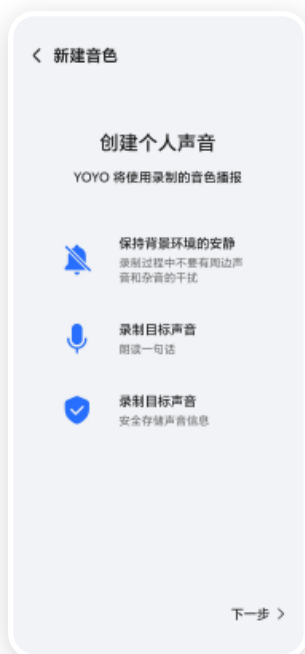 新建音色
创建个人声音
YOYO 将使用录制的音色播报
保持背景环境的安静
录制过程中不要有周边声
音和杂音的干扰
录制目标声音
朗读一句话
录制目标声音
安全存储声音信息
下一步